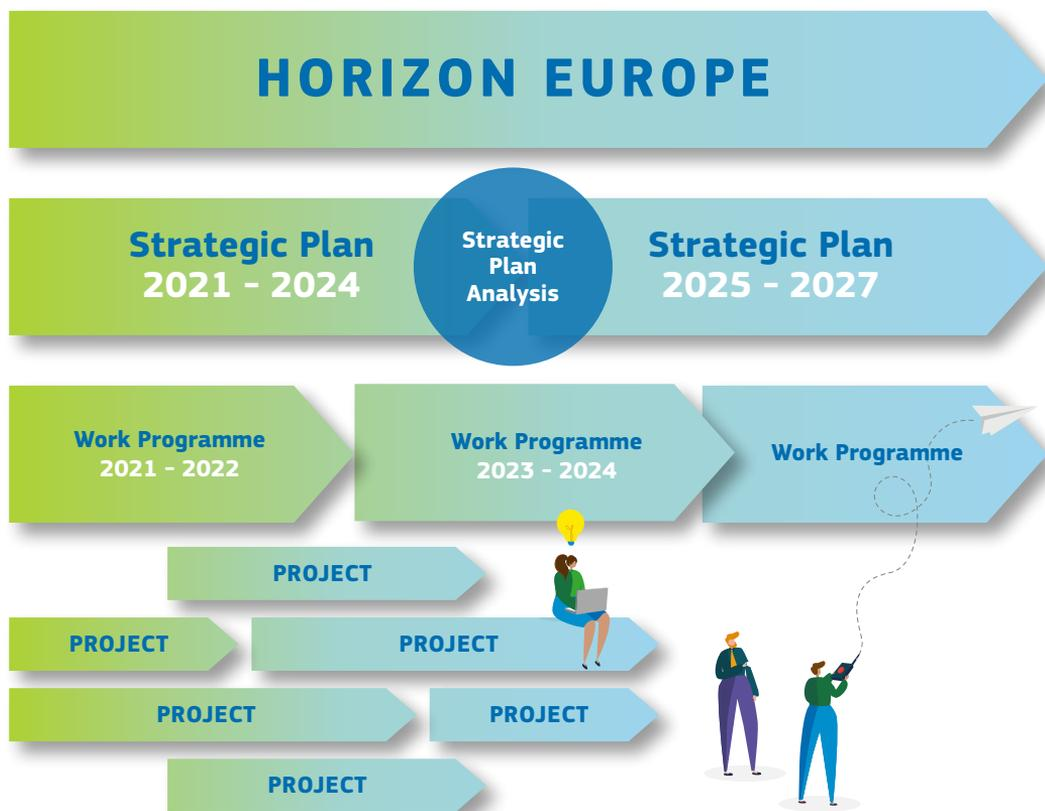 HORIZON EUROPE
Strategic Plan
2021 - 2024
Strategic
Plan
Analysis
Strategic Plan
2025 - 2027
Work Programme
2021 - 2022
Work Programme
2023 - 2024
Work Programme
PROJECT
PROJECT
PROJECT
PROJECT
PROJECT
PROJECT